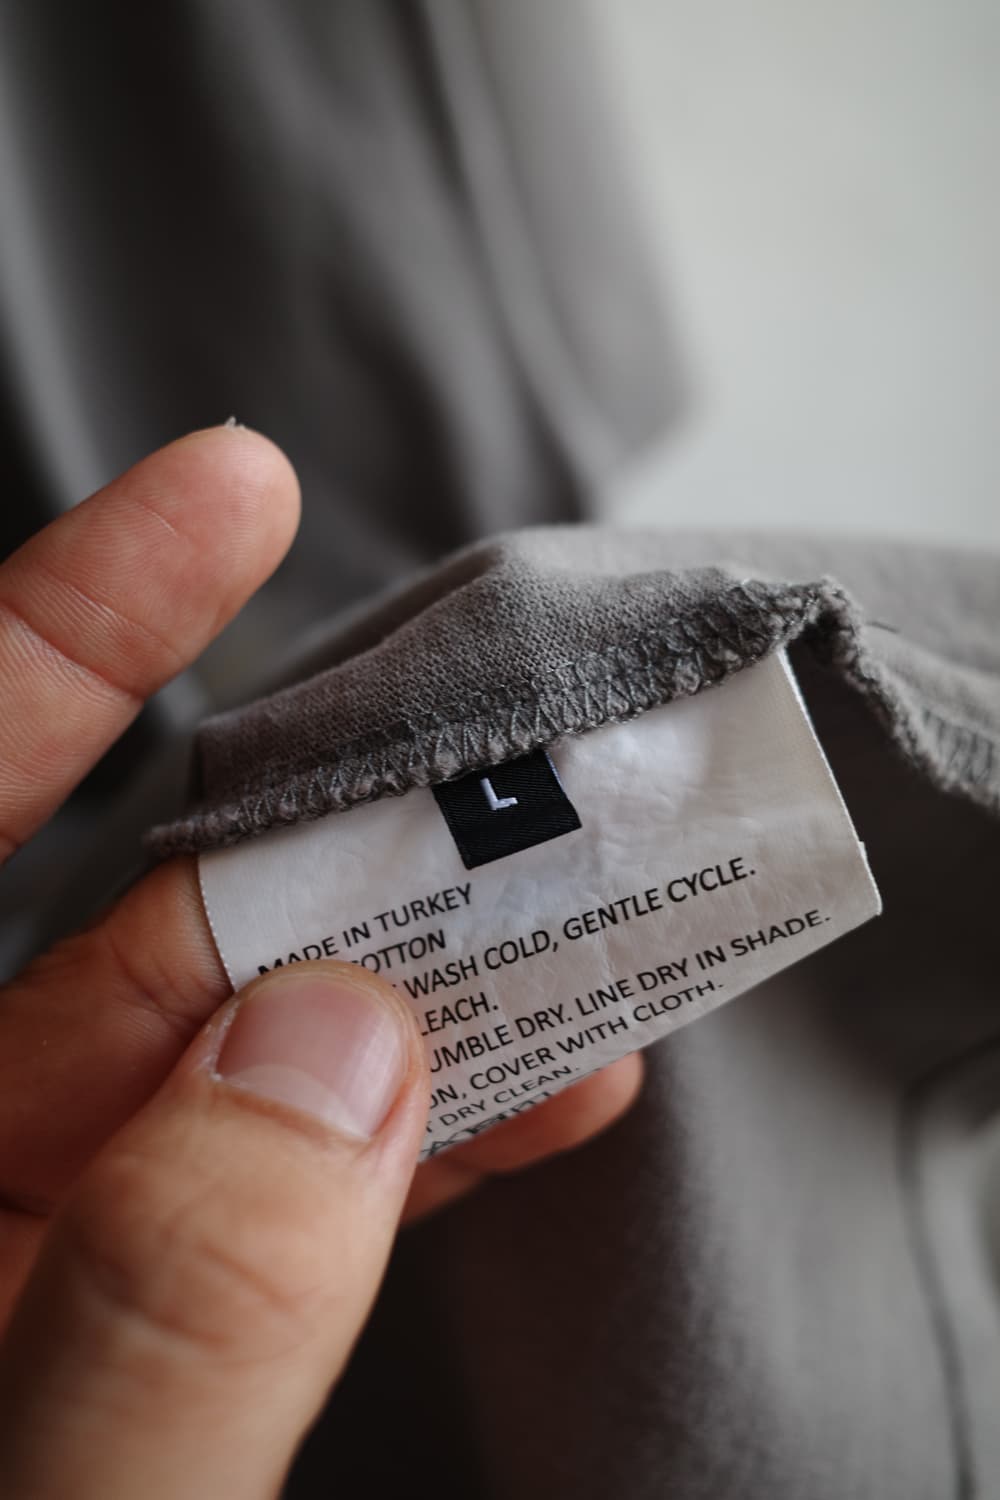 L
MADE IN TURKEY
COTTON
WASH COLD, GENTLE CYCLE.
LEACH.
UMBLE DRY. LINE DRY IN SHADE.
ON, COVER WITH CLOTH.
T DRY CLEAN.